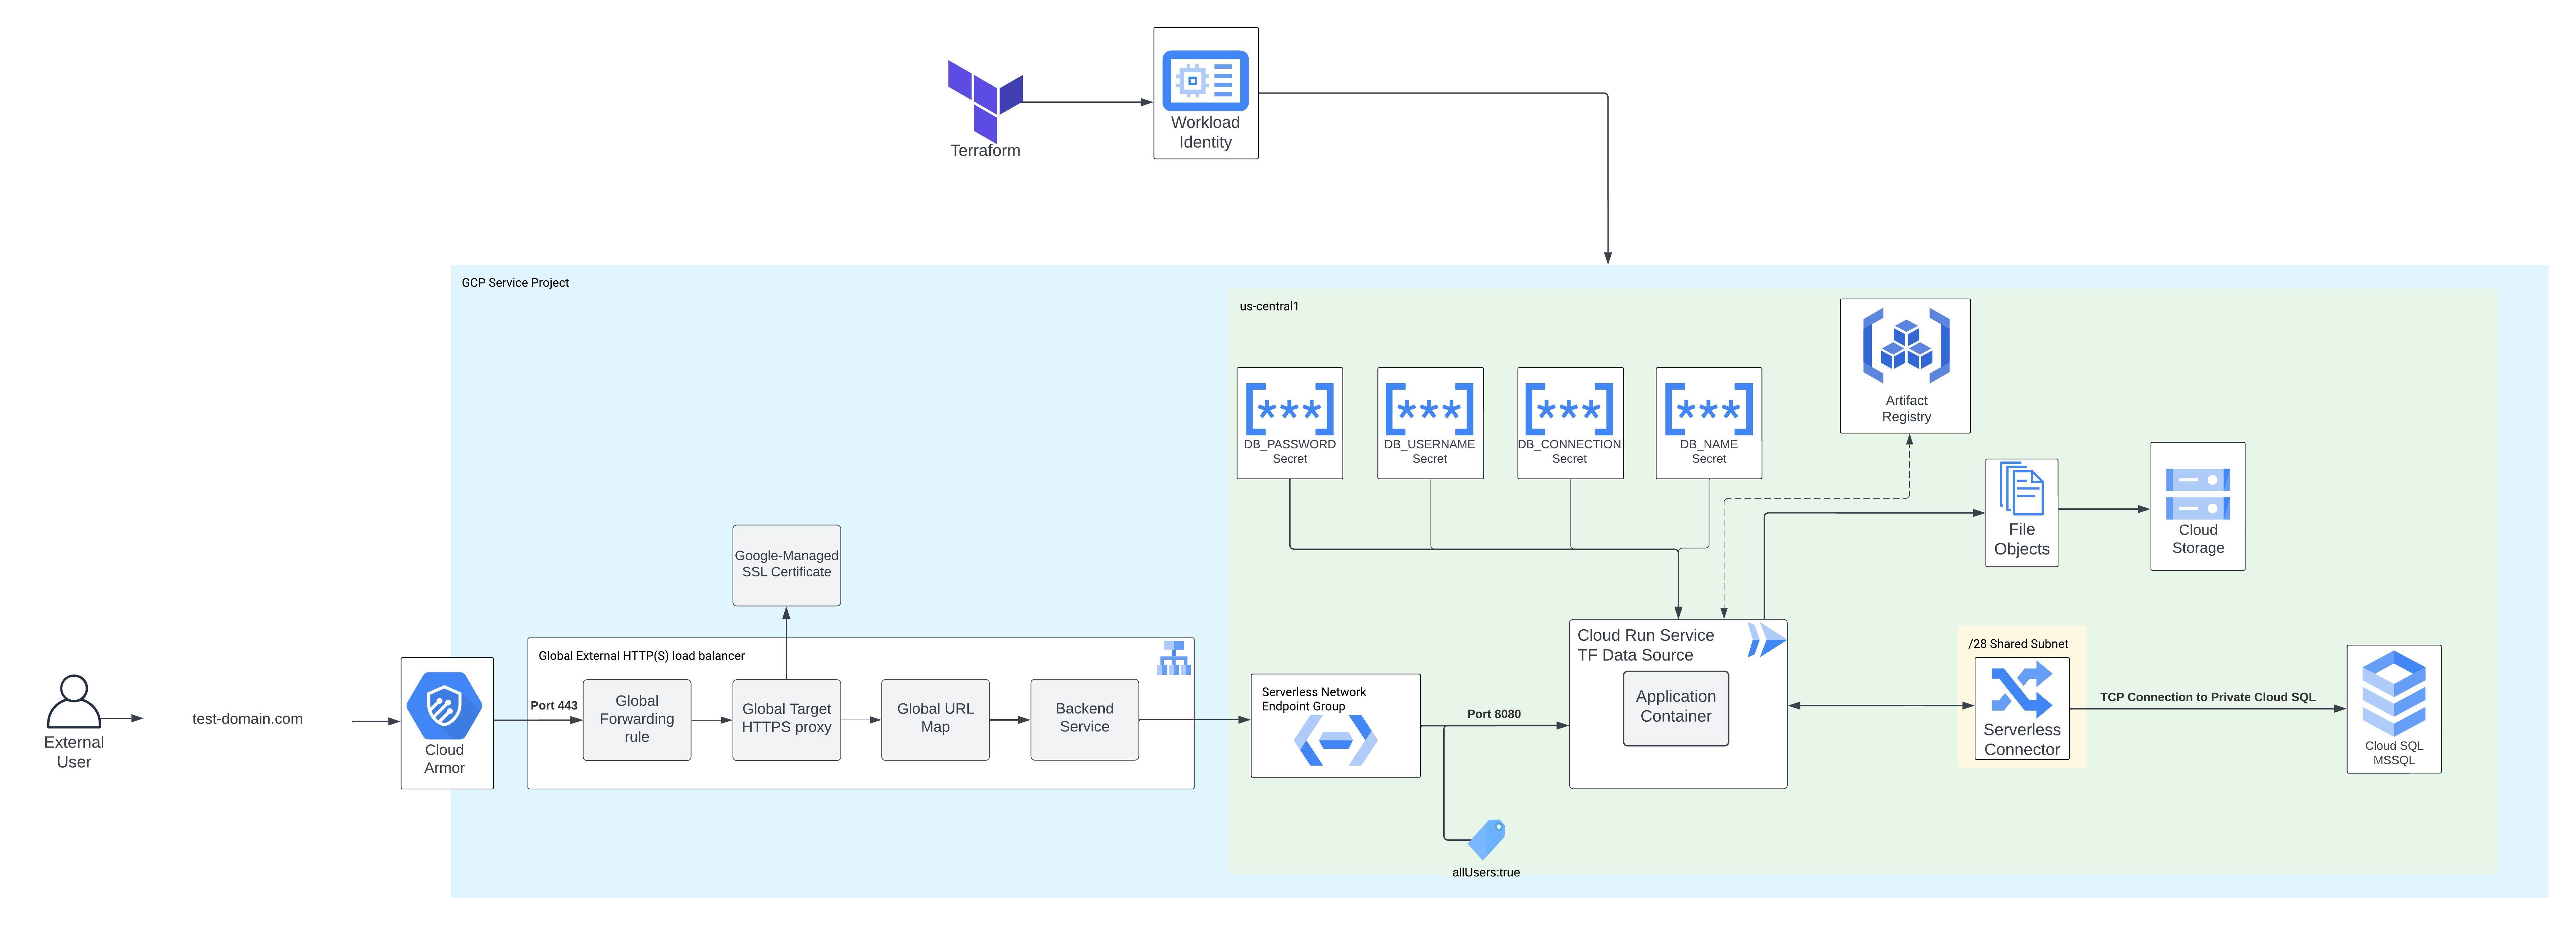 Terraform
Workload
Identity
GCP Service Project
us-central1
DB_PASSWORD
Secret
DB_USERNAME
Secret
DB_CONNECTION
Secret
DB_NAME
Secret
Artifact
Registry
File
Objects
Cloud
Storage
Google-Managed
SSL Certificate
External
User
test-domain.com
Cloud
Armor
Port 443
Global External HTTP(S) load balancer
Global
Forwarding
rule
Global Target
HTTPS proxy
Global URL
Map
Backend
Service
Serverless Network
Endpoint Group
Port 8080
allUsers:true
Cloud Run Service
TF Data Source
Application
Container
/28 Shared Subnet
Serverless
Connector
TCP Connection to Private Cloud SQL
Cloud SQL
MSSQL